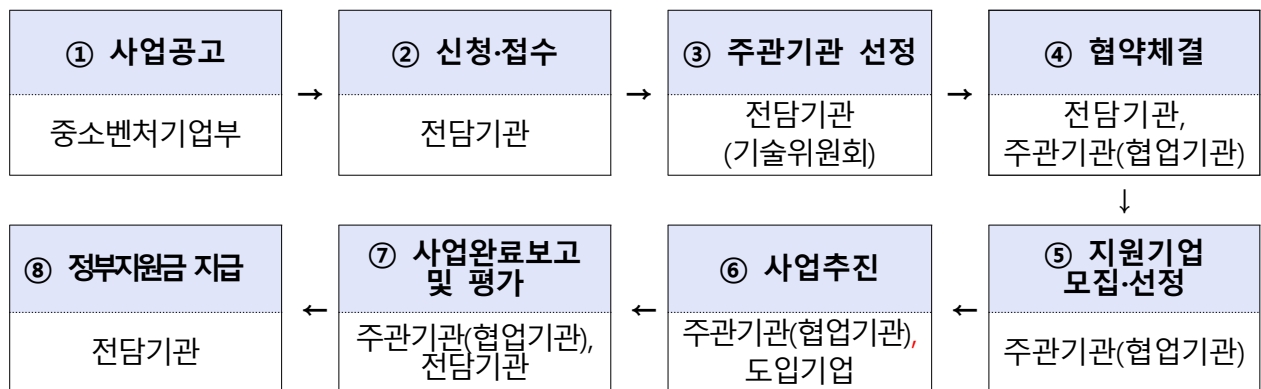 ① 사업공고
중소벤처기업부
→
② 신청·접수
전담기관
→
③ 주관기관 선정
전담기관
(기술위원회)
→
④ 협약체결
전담기관,
주관기관(협업기관)
↓
⑤ 지원기업
모집·선정
주관기관(협업기관)
←
⑥ 사업추진
주관기관(협업기관),
도입기업
←
⑦ 사업완료보고
및 평가
주관기관(협업기관),
전담기관
←
⑧ 정부지원금 지급
전담기관